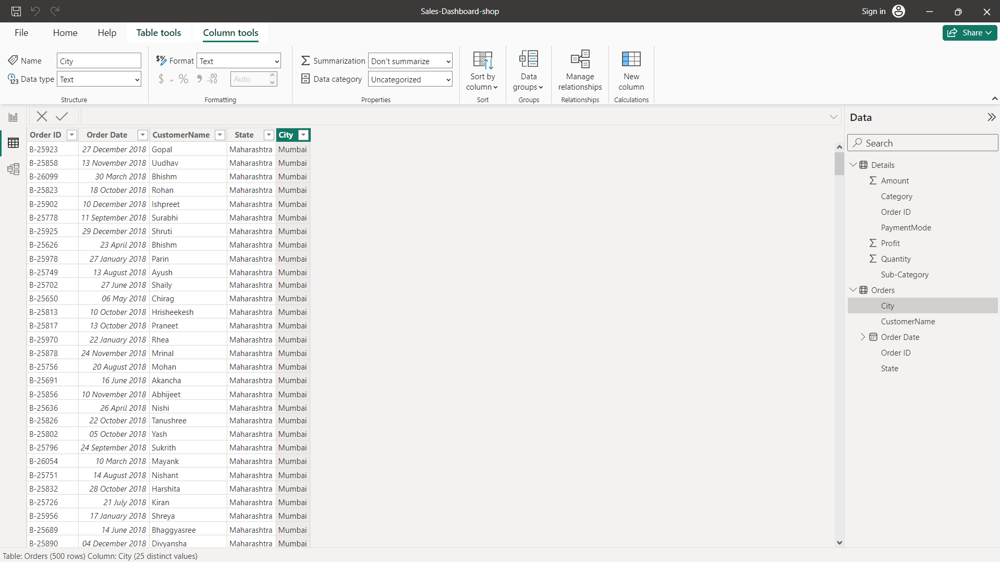 Sales-Dashboard-shop
Sign in
File Home Help Table tools Column tools
Share
Name City
Data type Text
Structure
$% Format Text
$ % 9 .00 Auto
Formatting
Summarization Don't summarize
Data category Uncategorized
Properties
Sort by
column
Sort
Data
groups
Groups
Manage
relationships
Relationships
New
column
Calculations
Order ID Order Date CustomerName State City
B-25923 27 December 2018 Gopal Maharashtra Mumbai
B-25858 13 November 2018 Uudhav Maharashtra Mumbai
B-26099 30 March 2018 Bhishm Maharashtra Mumbai
B-25823 18 October 2018 Rohan Maharashtra Mumbai
B-25902 10 December 2018 Ishpreet Maharashtra Mumbai
B-25778 11 September 2018 Surabhi Maharashtra Mumbai
B-25925 29 December 2018 Shruti Maharashtra Mumbai
B-25626 23 April 2018 Bhishm Maharashtra Mumbai
B-25978 27 January 2018 Parin Maharashtra Mumbai
B-25749 13 August 2018 Ayush Maharashtra Mumbai
B-25702 27 June 2018 Shaily Maharashtra Mumbai
B-25650 06 May 2018 Chirag Maharashtra Mumbai
B-25813 10 October 2018 Hrisheekesh Maharashtra Mumbai
B-25817 13 October 2018 Praneet Maharashtra Mumbai
B-25970 22 January 2018 Rhea Maharashtra Mumbai
B-25878 24 November 2018 Mrinal Maharashtra Mumbai
B-25756 20 August 2018 Mohan Maharashtra Mumbai
B-25691 16 June 2018 Akancha Maharashtra Mumbai
B-25856 10 November 2018 Abhijeet Maharashtra Mumbai
B-25636 26 April 2018 Nishi Maharashtra Mumbai
B-25826 22 October 2018 Tanushree Maharashtra Mumbai
B-25802 05 October 2018 Yash Maharashtra Mumbai
B-25796 24 September 2018 Sukrith Maharashtra Mumbai
B-26054 10 March 2018 Mayank Maharashtra Mumbai
B-25751 14 August 2018 Nishant Maharashtra Mumbai
B-25832 28 October 2018 Harshita Maharashtra Mumbai
B-25726 21 July 2018 Kiran Maharashtra Mumbai
B-25956 17 January 2018 Shreya Maharashtra Mumbai
B-25689 14 June 2018 Bhaggyasree Maharashtra Mumbai
B-25890 04 December 2018 Divyansha Maharashtra Mumbai
Data
Search
Details
Amount
Category
Order ID
PaymentMode
Profit
Quantity
Sub-Category
Orders
City
CustomerName
Order Date
Order ID
State
Table: Orders (500 rows) Column: City (25 distinct values)